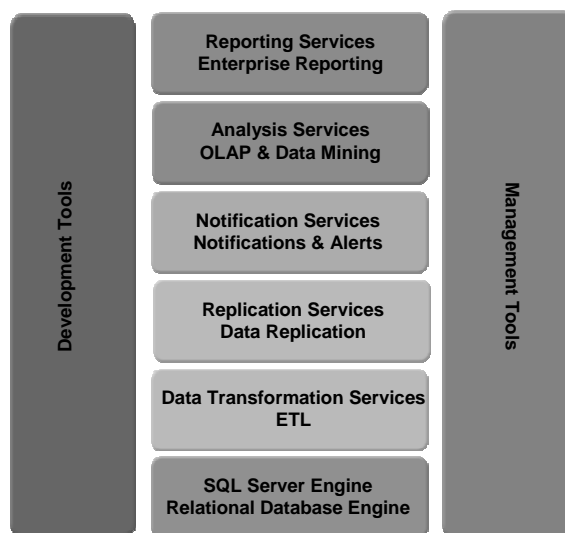 Development Tools
Reporting Services
Enterprise Reporting
Analysis Services
OLAP & Data Mining
Notification Services
Notifications & Alerts
Replication Services
Data Replication
Data Transformation Services
ETL
SQL Server Engine
Relational Database Engine
Management Tools